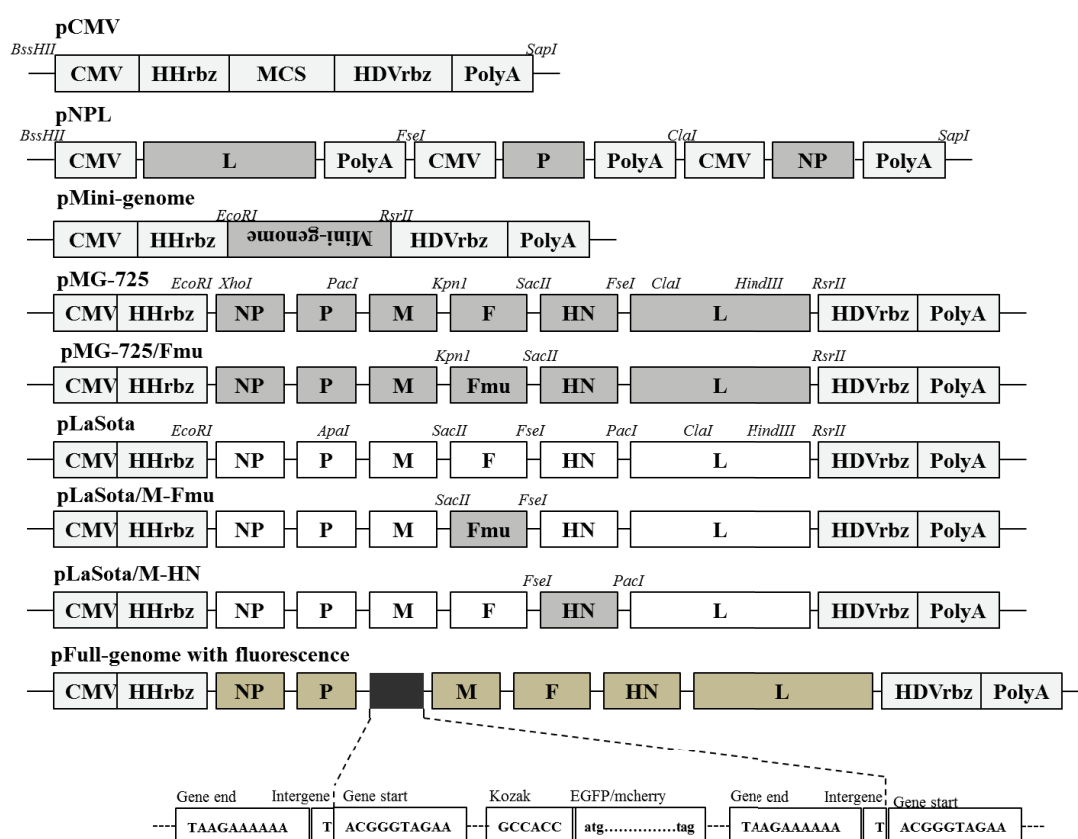 pCMV
BssHII SapI
CMV HHrbz MCS HDVrbz PolyA
pNPL
BssHII FseI ClaI SapI
CMV L PolyA CMV P PolyA CMV NP PolyA
pMini-genome
EcoRI RsrII
CMV HHrbz Mini-genome HDVrbz PolyA
pMG-725 EcoRI XhoI PacI Kpn1 SacII FseI ClaI HindIII RsrII
CMV HHrbz NP P M F HN L HDVrbz PolyA
pMG-725/Fmu Kpn1 SacII RsrII
CMV HHrbz NP P M Fmu HN L HDVrbz PolyA
pLaSota EcoRI ApaI SacII FseI PacI ClaI HindIII RsrII
CMV HHrbz NP P M F HN L HDVrbz PolyA
pLaSota/M-Fmu SacII FseI
CMV HHrbz NP P M Fmu HN L HDVrbz PolyA
pLaSota/M-HN FseI PacI
CMV HHrbz NP P M F HN L HDVrbz PolyA
pFull-genome with fluorescence
CMV HHrbz NP P M F HN L HDVrbz PolyA
Gene end Intergene Gene start Kozak EGFP/mcherry Gene end Intergene Gene start
TAAGAAAAAA T ACGGGTAGAA GCCACC atg...............tag TAAGAAAAAA T ACGGGTAGAA